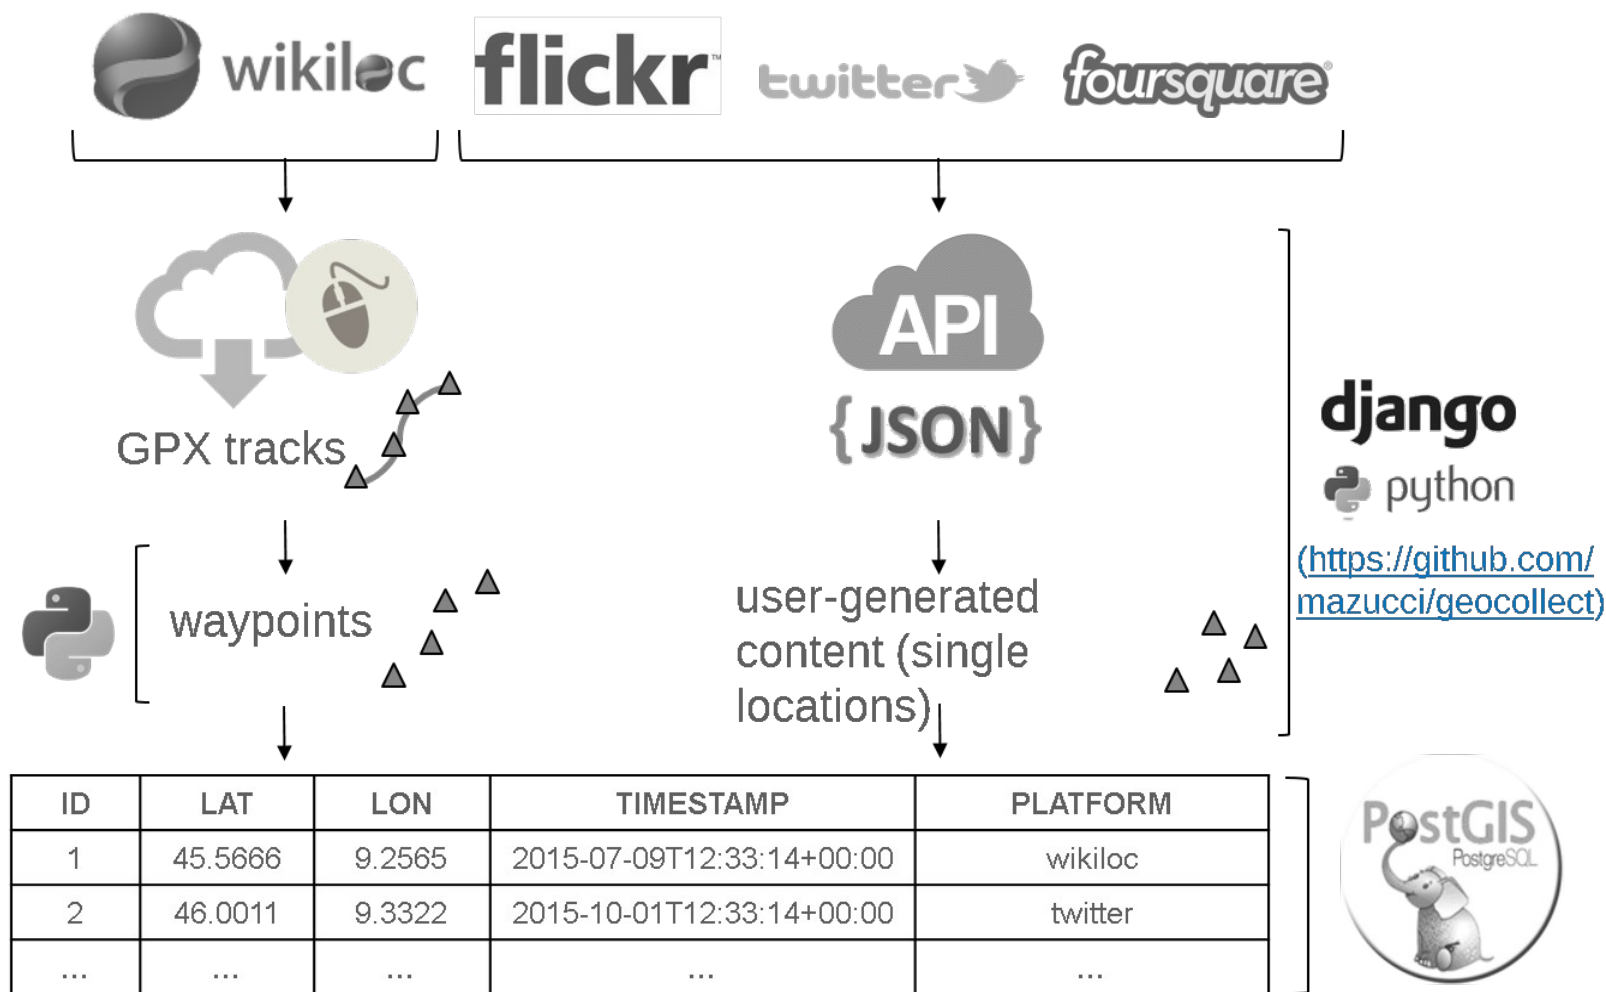 wikiloc
flickr™
twitter
foursquare®
API
{JSON}
GPX tracks
django
python
(https://github.com/
mazucci/geocollect)
waypoints
user-generated
content (single
locations)
ID LAT LON TIMESTAMP PLATFORM
1 45.5666 9.2565 2015-07-09T12:33:14+00:00 wikiloc
2 46.0011 9.3322 2015-10-01T12:33:14+00:00 twitter
... ... ... ... ...
PostGIS
PostgreSQL